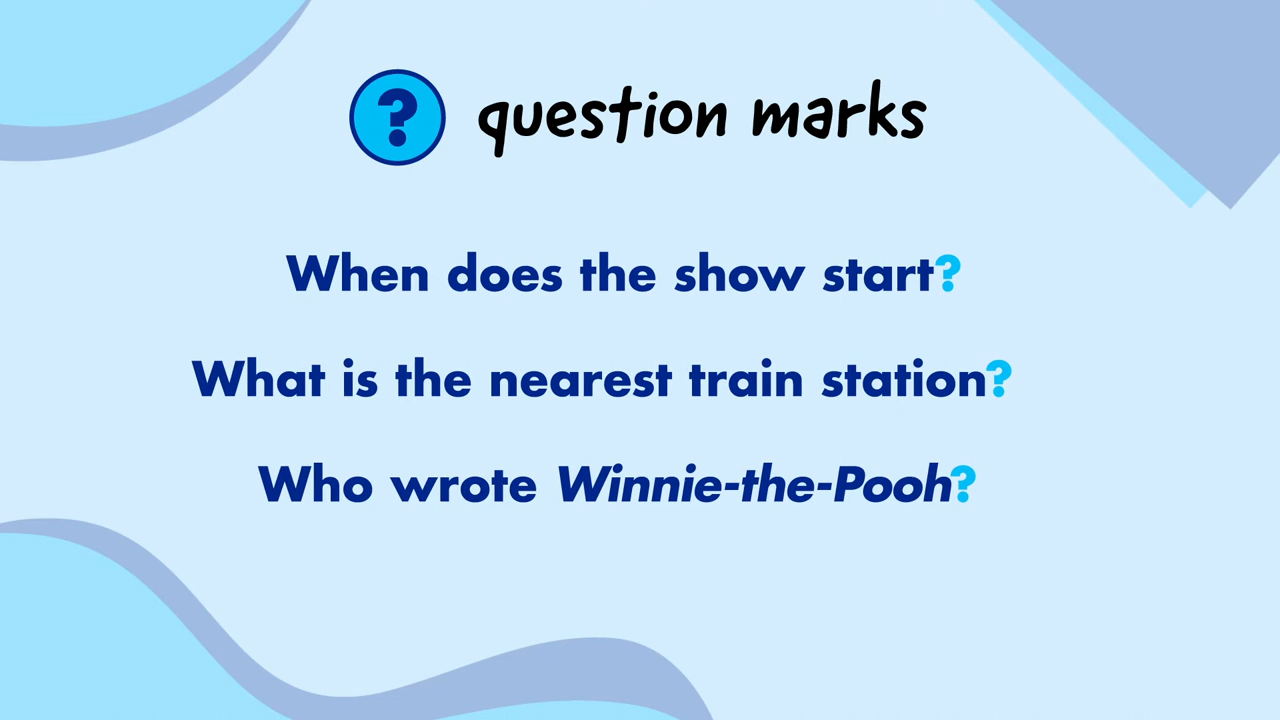 ? question marks
When does the show start?
What is the nearest train station?
Who wrote Winnie-the-Pooh?